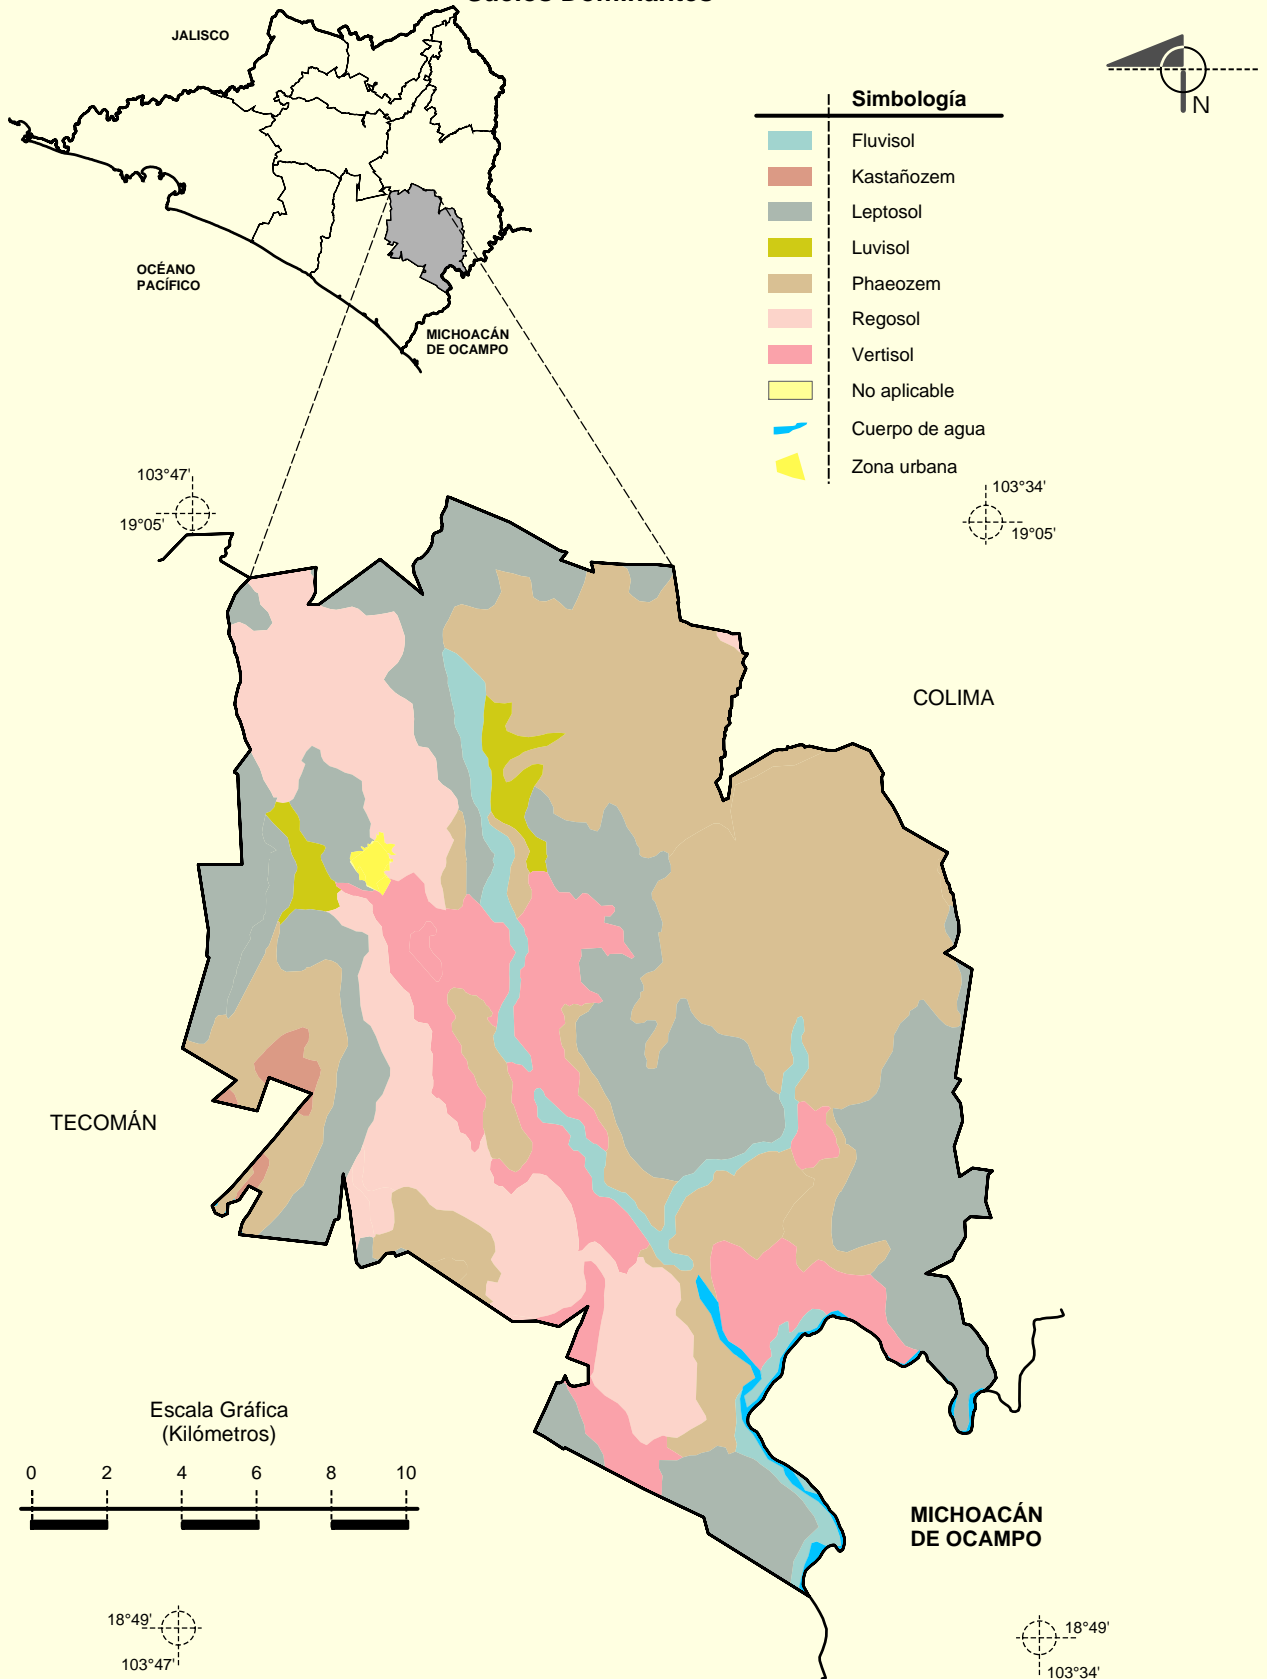 Suelos Dominantes
JALISCO
N
Simbología
Fluvisol
Kastañozem
Leptosol
Luvisol
Phaeozem
Regosol
Vertisol
No aplicable
Cuerpo de agua
Zona urbana
OCÉANO
PACÍFICO
MICHOACÁN
DE OCAMPO
103°47'
19°05'
103°34'
19°05'
COLIMA
TECOMÁN
Escala Gráfica
(Kilómetros)
0 2 4 6 8 10
MICHOACÁN
DE OCAMPO
18°49'
103°47'
18°49'
103°34'